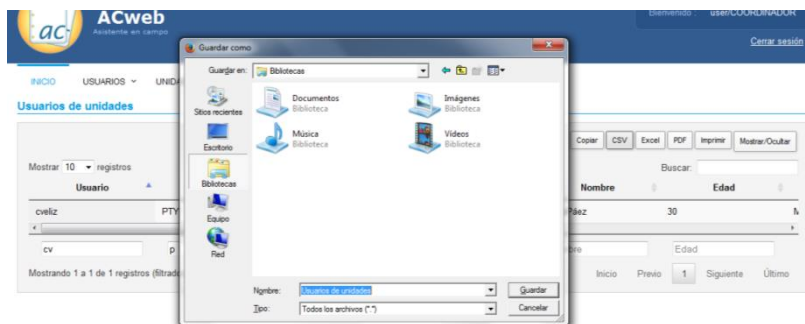 ac
ACweb
Asistente en campo
Bienvenido : user/COORDINADOR
Cerrar sesión
INICIO USUARIOS
Usuarios de unidades
Guardar como
Guardar en: Bibliotecas
Sitios recientes
Escritorio
Bibliotecas
Equipo
Red
Documentos
Biblioteca
Imágenes
Biblioteca
Música
Biblioteca
Videos
Biblioteca
Nombre: Usuarios de unidades
Guardar
Tipo: Todos los archivos (*.*)
Cancelar
Copiar CSV Excel PDF Imprimir Mostrar/Ocultar
Mostrar 10 registros
Buscar:
Usuario Nombre Edad
cveliz PTY Páez 30
cv p Edad
Mostrando 1 a 1 de 1 registros
Inicio Previo 1 Siguiente Último